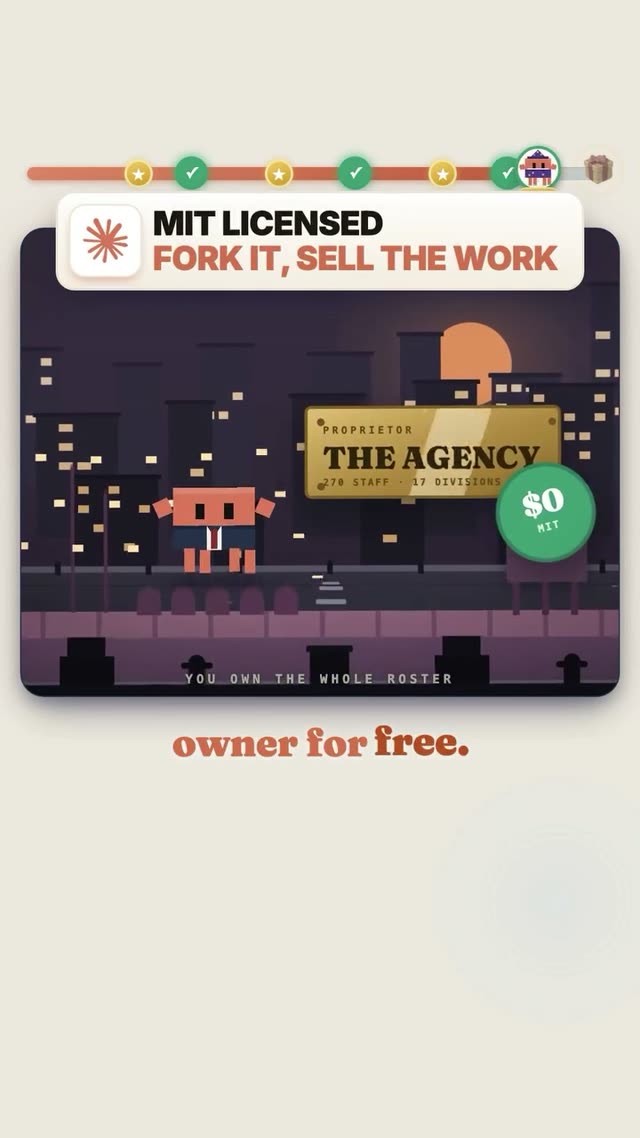 MIT LICENSED
FORK IT, SELL THE WORK
PROPRIETOR
THE AGENCY
270 STAFF · 17 DIVISIONS
$0
MIT
YOU OWN THE WHOLE ROSTER
owner for free.